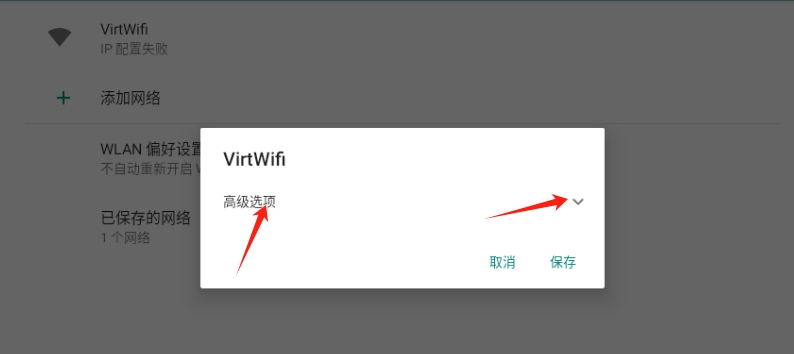 VirtWifi
IP 配置失败
添加网络
WLAN 偏好设置
不自动重新开启
已保存的网络
1 个网络
VirtWifi
高级选项
取消
保存